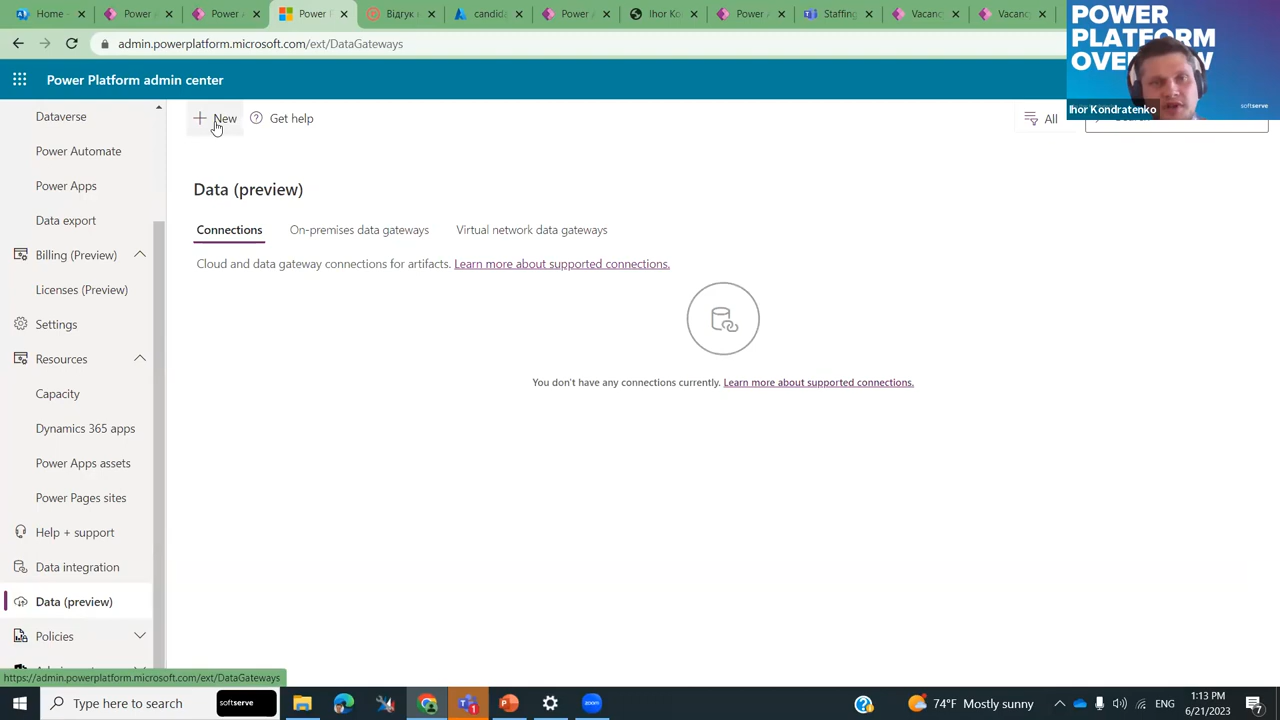 Home
Power A
Power I
Відгук
candida
Power A
Ihor Ko
Power A
Staffing
Vacanc
Vacanc
admin.powerplatform.microsoft.com/ext/DataGateways
POWER
PLATFORM
Ihor Kondratenko
softserve
Power Platform admin center
New
Get help
All
Dataverse
Power Automate
Power Apps
Data export
Billing (Preview)
Licenses (Preview)
Settings
Resources
Capacity
Dynamics 365 apps
Power Apps assets
Power Pages sites
Help + support
Data integration
Data (preview)
Policies
Data (preview)
Connections
On-premises data gateways
Virtual network data gateways
Cloud and data gateway connections for artifacts. Learn more about supported connections.
You don't have any connections currently. Learn more about supported connections.
https://admin.powerplatform.microsoft.com/ext/DataGateways
Type here to search
softserve
zoom
74°F Mostly sunny
ENG
1:13 PM
6/21/2023
7